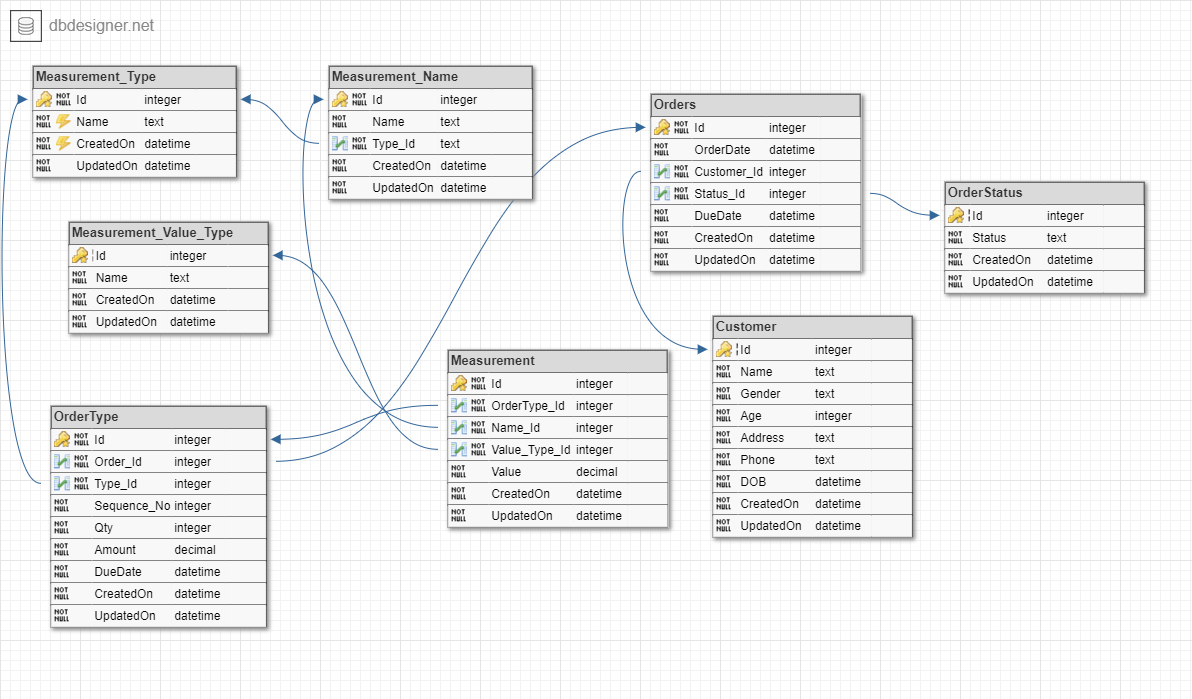 dbdesigner.net
Measurement_Type
NOT NULL Id integer
NOT NULL Name text
NOT NULL CreatedOn datetime
NOT NULL UpdatedOn datetime
Measurement_Name
NOT NULL Id integer
NOT NULL Name text
NOT NULL Type_Id text
NOT NULL CreatedOn datetime
NOT NULL UpdatedOn datetime
Orders
NOT NULL Id integer
NOT NULL OrderDate datetime
NOT NULL Customer_Id integer
NOT NULL Status_Id integer
NOT NULL DueDate datetime
NOT NULL CreatedOn datetime
NOT NULL UpdatedOn datetime
OrderStatus
Id integer
NOT NULL Status text
NOT NULL CreatedOn datetime
NOT NULL UpdatedOn datetime
Measurement_Value_Type
Id integer
NOT NULL Name text
NOT NULL CreatedOn datetime
NOT NULL UpdatedOn datetime
Customer
Id integer
NOT NULL Name text
NOT NULL Gender text
NOT NULL Age integer
NOT NULL Address text
NOT NULL Phone text
NOT NULL DOB datetime
NOT NULL CreatedOn datetime
NOT NULL UpdatedOn datetime
Measurement
NOT NULL Id integer
NOT NULL OrderType_Id integer
NOT NULL Name_Id integer
NOT NULL Value_Type_Id integer
NOT NULL Value decimal
NOT NULL CreatedOn datetime
NOT NULL UpdatedOn datetime
OrderType
NOT NULL Id integer
NOT NULL Order_Id integer
NOT NULL Type_Id integer
NOT NULL Sequence_No integer
NOT NULL Qty integer
NOT NULL Amount decimal
NOT NULL DueDate datetime
NOT NULL CreatedOn datetime
NOT NULL UpdatedOn datetime